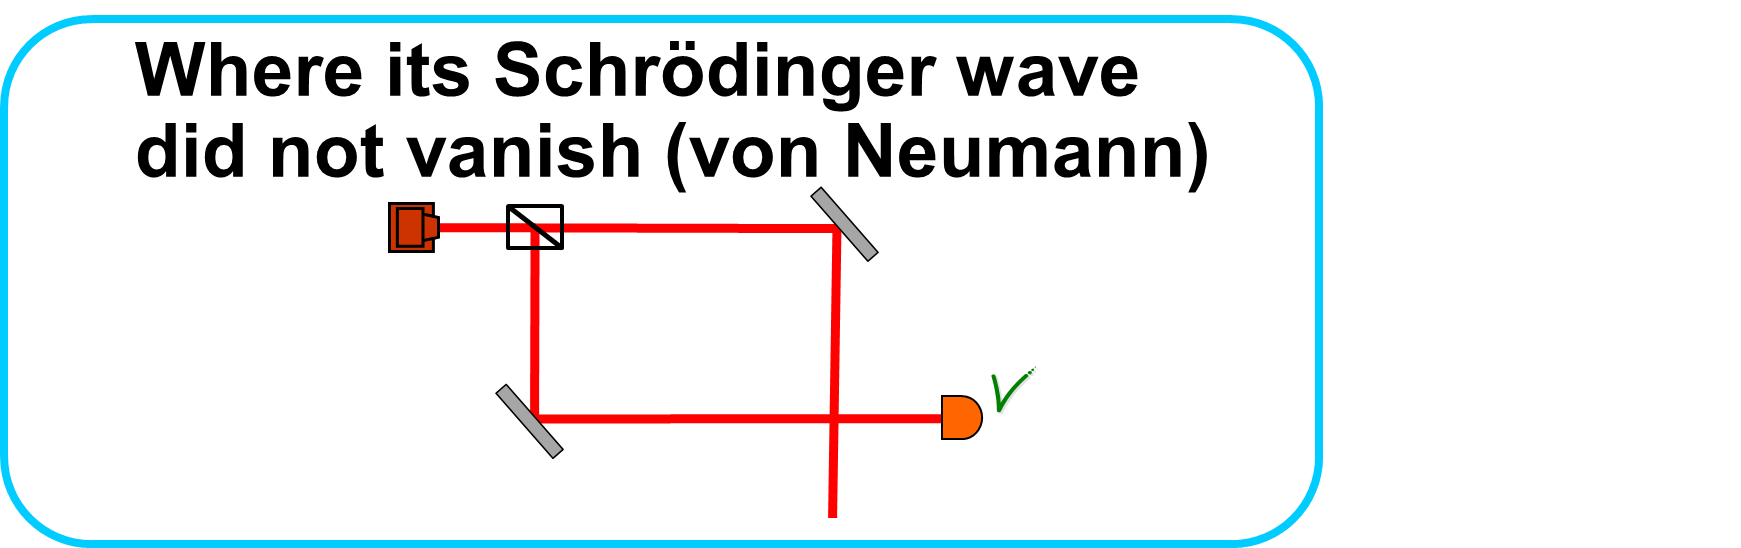 Where its Schrödinger wave
did not vanish (von Neumann)